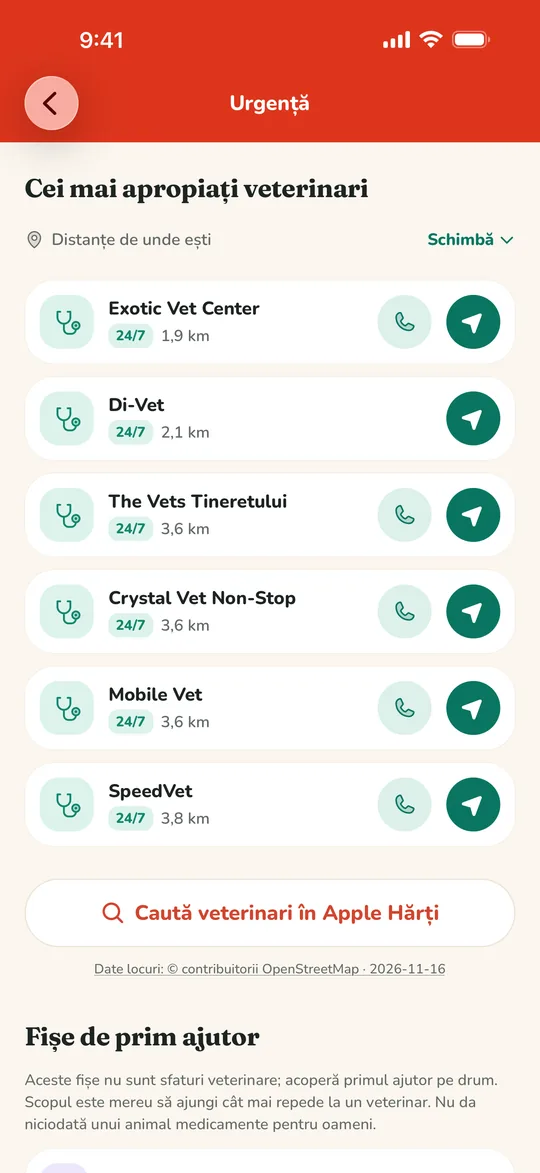 9:41
Urgență
Cei mai apropiați veterinari
Distanțe de unde ești
Schimbă
Exotic Vet Center
24/7 1,9 km
Di-Vet
24/7 2,1 km
The Vets Tineretului
24/7 3,6 km
Crystal Vet Non-Stop
24/7 3,6 km
Mobile Vet
24/7 3,6 km
SpeedVet
24/7 3,8 km
Caută veterinari în Apple Hărți
Date locuri: © contribuitorii OpenStreetMap · 2026-11-16
Fișe de prim ajutor
Aceste fișe nu sunt sfaturi veterinare; acoperă primul ajutor pe drum.
Scopul este mereu să ajungi cât mai repede la un veterinar. Nu da
niciodată unui animal medicamente pentru oameni.